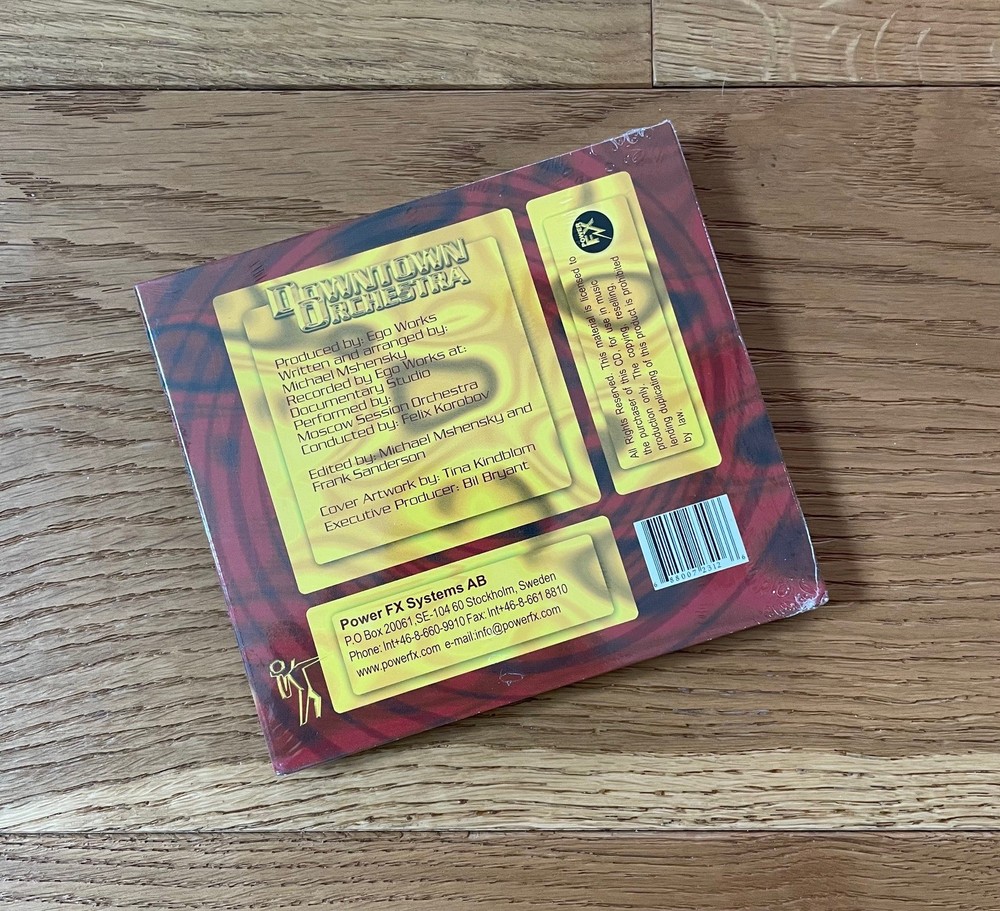 DOWNTOWN
ORCHESTRA
Produced by: Ego Works
Written and arranged by:
Michael Mshensky
Recorded by Ego Works at:
Documentary Studio
Performed by:
Moscow Session Orchestra
Conducted by: Felix Korobov
Edited by: Michael Mshensky and
Frank Sanderson
Cover Artwork by: Tina Kindblom
Executive Producer: Bil Bryant
POWER
FX
All Rights Reserved. This material is licensed to
the purchaser of this CD for use in music
production only. The copying, reselling,
lending duplicating of this product is prohibited
by law.
Power FX Systems AB
P.O Box 20061,SE-104 60 Stockholm, Sweden
Phone: Int+46-8-660-9910 Fax: Int+46-8-661 8810
www.powerfx.com e-mail:info@powerfx.com
6 88007 2312 6